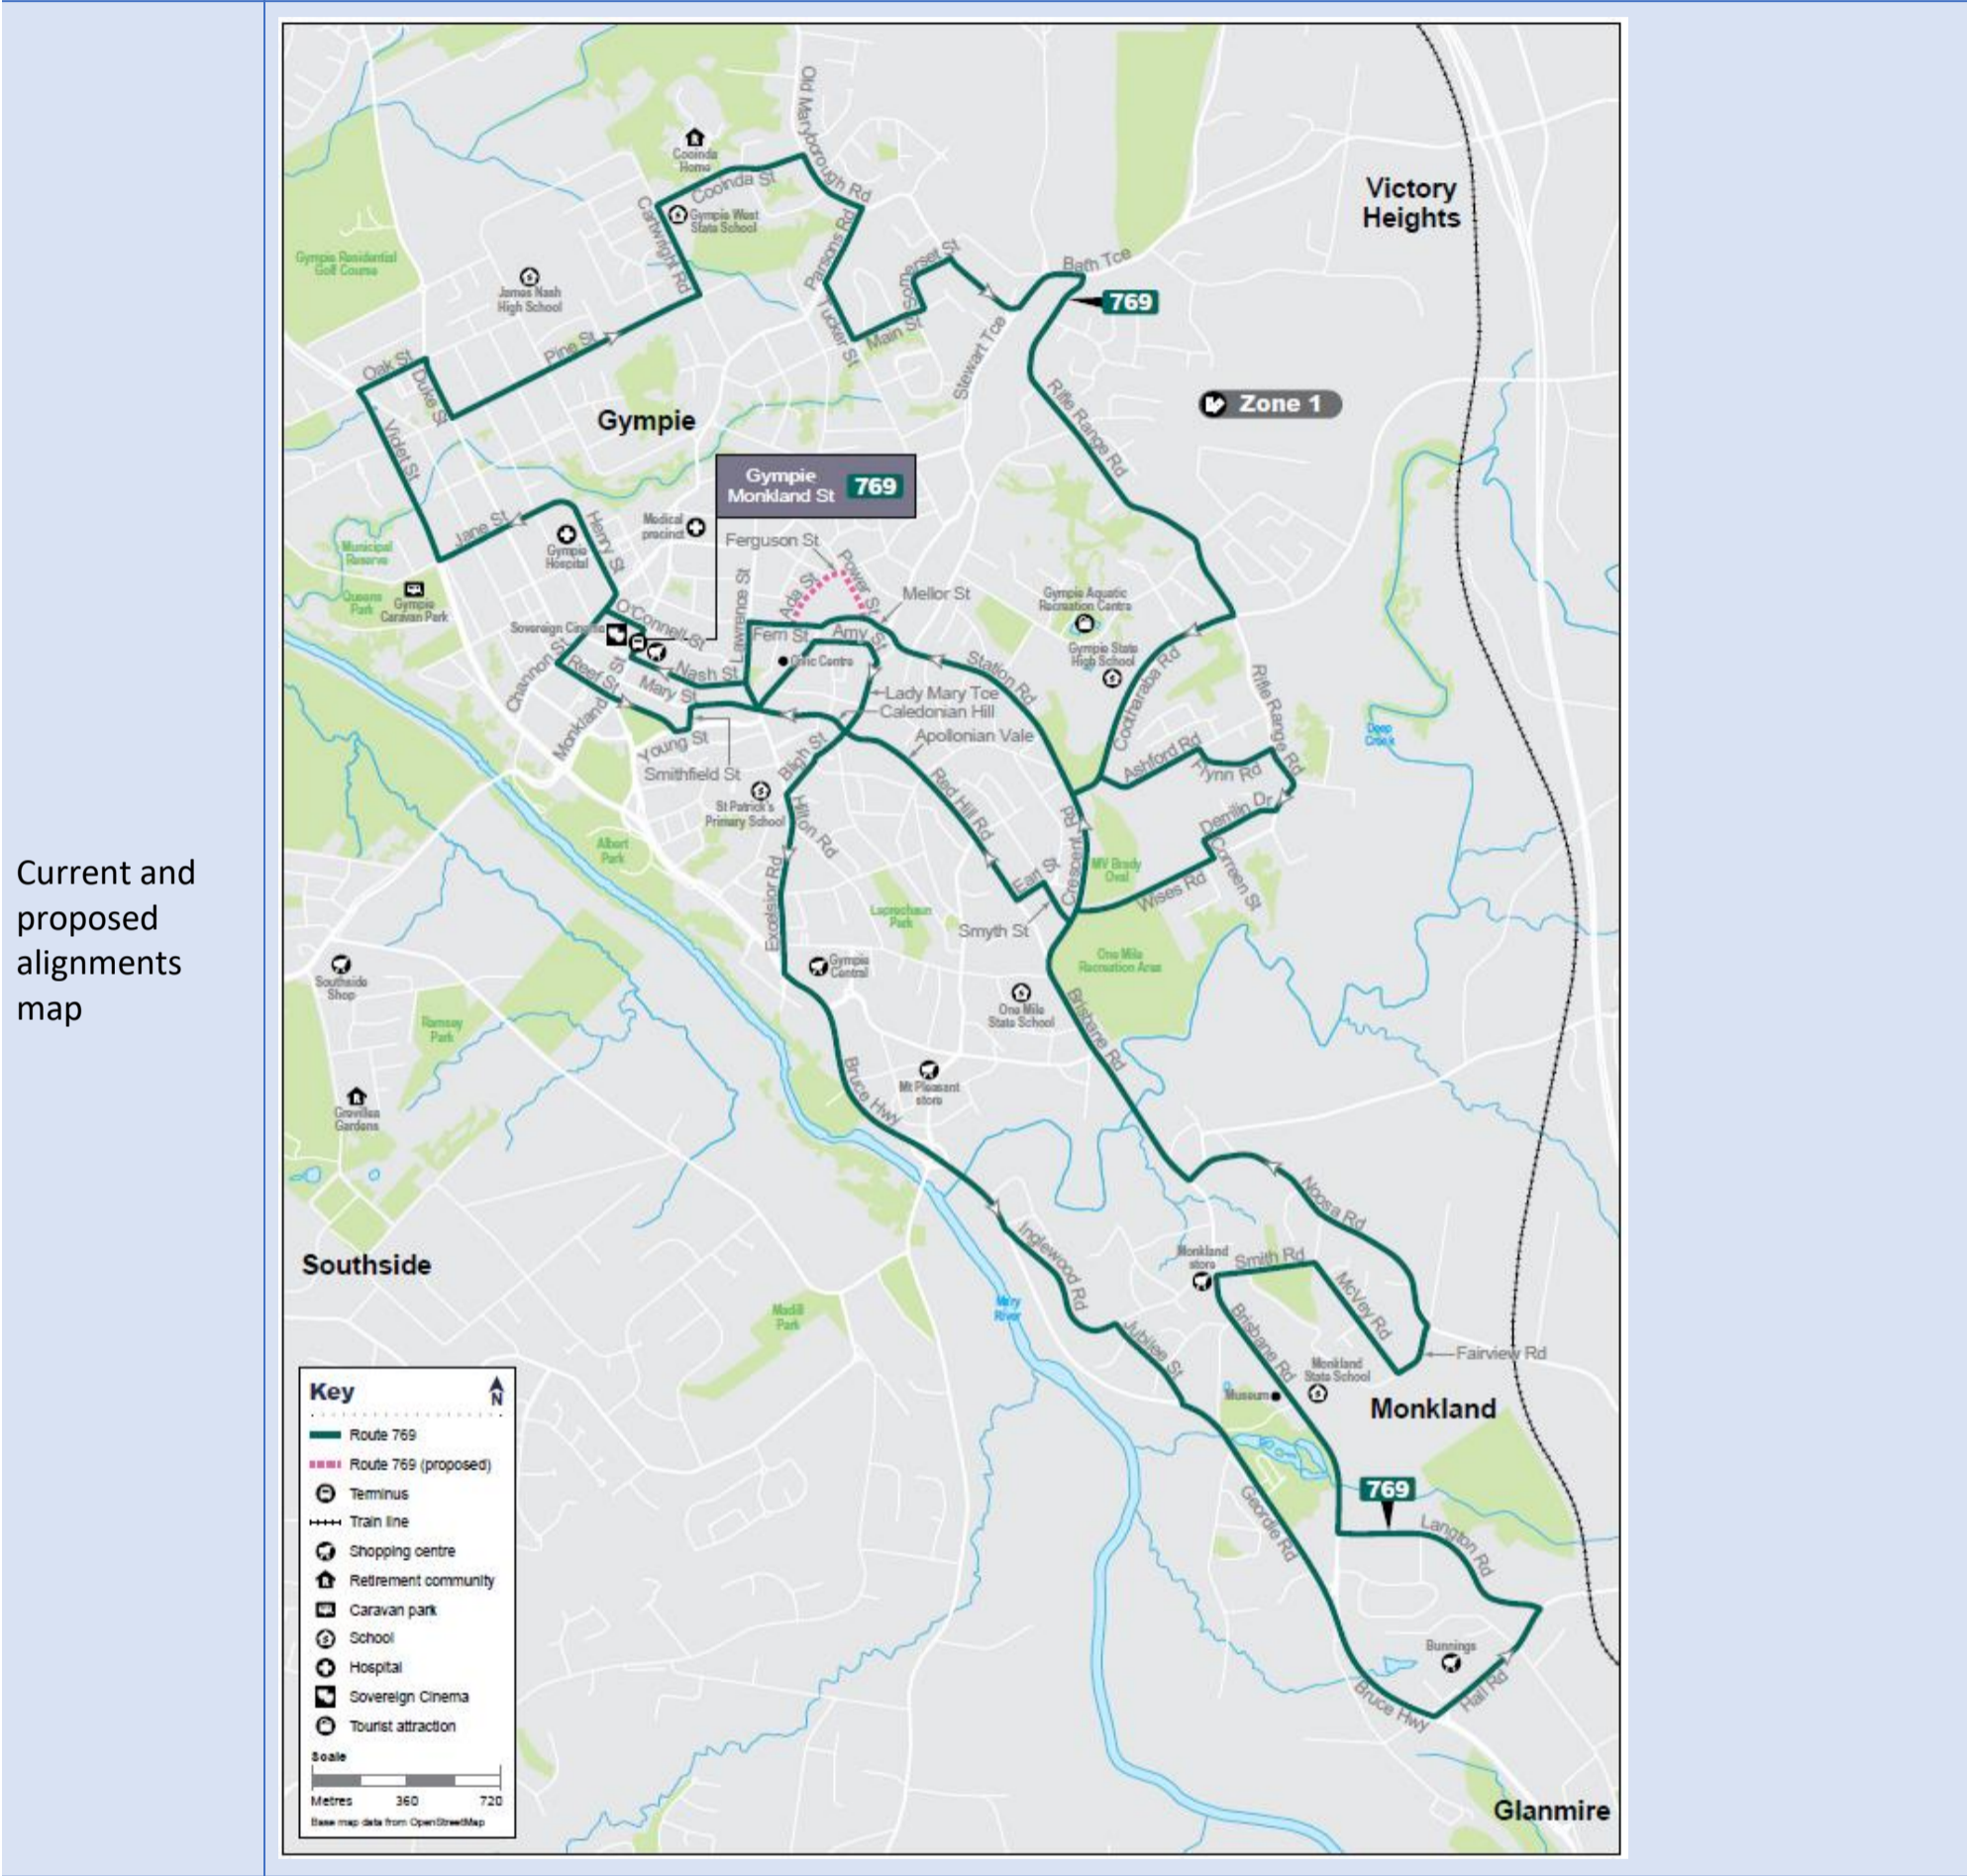 Current and
proposed
alignments
map
Old Maryborough Rd
Cooinda
Home
Cooinda St
Gympie West
State School
Cartwright Rd
Parsons Rd
Victory
Heights
Gympie Residential
Golf Course
James Nash
High School
Somerset St
Bath Tce
769
Tucker St
Main St
Pine St
Stewart Tce
Oak St
Duke St
Rifle Range Rd
Zone 1
Gympie
Violet St
Gympie
Monkland St
769
Jane St
Henry St
Medical
precinct
Gympie
Hospital
Ferguson St
Municipal
Reserve
Power St
Ada St
Mellor St
Lawrence St
Queens
Park
Gympie
Caravan Park
Gympie Aquatic
Recreation Centre
O'Connell St
Sovereign Cinema
Fern St
Amy St
Gympie State
High School
Civic Centre
Station Rd
Channon St
Reef St
Nash St
Mary St
Lady Mary Tce
Caledonian Hill
Cootharaba Rd
Rifle Range Rd
Monkland St
Young St
Bligh St
Apollonian Vale
Deep
Creek
Smithfield St
Ashford Rd
Flynn Rd
St Patrick's
Primary School
Hilton Rd
Red Hill Rd
Crescent Rd
Derrilin Dr
Albert
Park
MV Brady
Oval
Correen St
Excelsior Rd
Earl St
Wises Rd
Leprechaun
Park
Smyth St
Gympie
Central
One Mile
Recreation Area
Southside
Shop
One Mile
State School
Ramsey
Park
Brisbane Rd
Bruce Hwy
Mt Pleasant
store
Grevillea
Gardens
Noosa Rd
Southside
Inglewood Rd
Monkland
store
Smith Rd
Mary
River
Madill
Park
McVey Rd
Jubilee St
Brisbane Rd
Fairview Rd
Monkland
State School
Museum
Monkland
769
Geordie Rd
Langton Rd
Bunnings
Hall Rd
Bruce Hwy
Glanmire
Key
N
Route 769
Route 769 (proposed)
Terminus
Train line
Shopping centre
Retirement community
Caravan park
School
Hospital
Sovereign Cinema
Tourist attraction
Scale
Metres 360 720
Base map data from OpenStreetMap